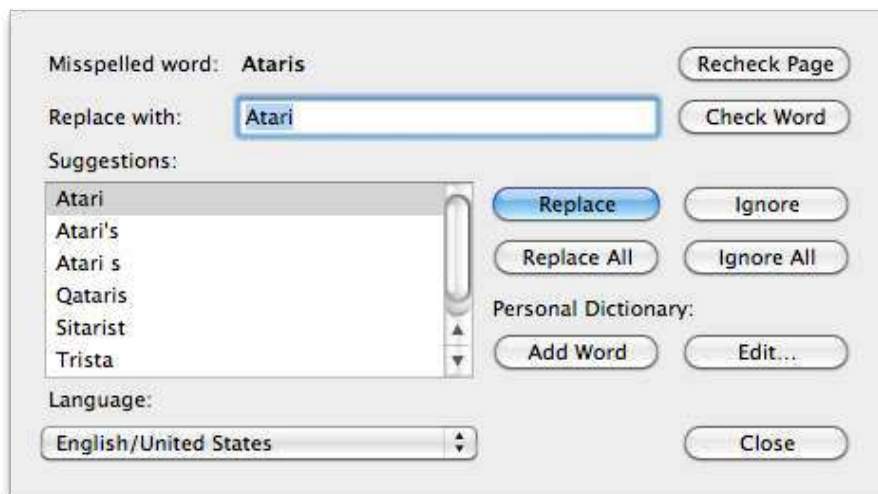 Misspelled word: Ataris Recheck Page
Replace with: Atari Check Word
Suggestions:
Atari
Atari's
Atari s
Qataris
Sitarist
Trista
Replace Ignore
Replace All Ignore All
Personal Dictionary:
Add Word Edit...
Language:
English/United States Close